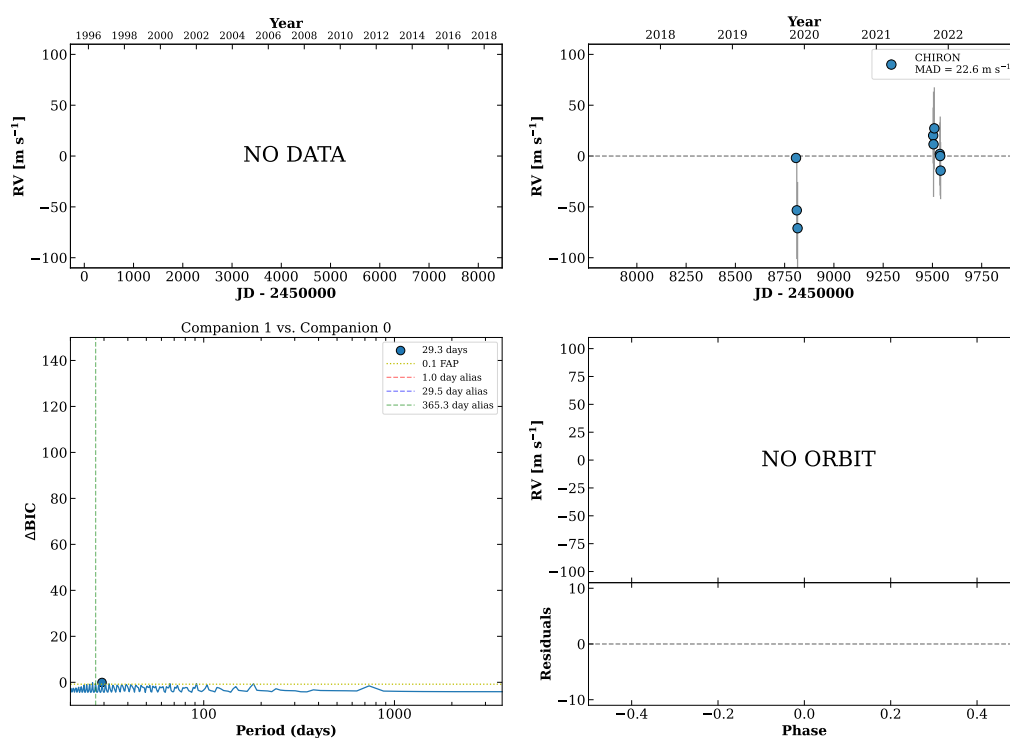 Year
1996 1998 2000 2002 2004 2006 2008 2010 2012 2014 2016 2018
RV [m s−1]
100
50
0
−50
−100
NO DATA
0 1000 2000 3000 4000 5000 6000 7000 8000
JD - 2450000
Year
2018 2019 2020 2021 2022
RV [m s−1]
100
50
0
−50
−100
CHIRON
MAD = 22.6 m s−1
8000 8250 8500 8750 9000 9250 9500 9750
JD - 2450000
Companion 1 vs. Companion 0
ΔBIC
140
120
100
80
60
40
20
0
29.3 days
0.1 FAP
1.0 day alias
29.5 day alias
365.3 day alias
100 1000
Period (days)
RV [m s−1]
100
75
50
25
0
−25
−50
−75
−100
NO ORBIT
Residuals
10
0
−10
−0.4 −0.2 0.0 0.2 0.4
Phase